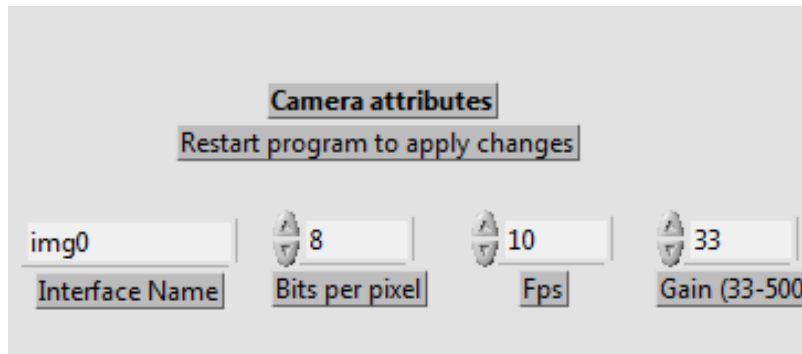 Camera attributes
Restart program to apply changes
img0 8 10 33
Interface Name Bits per pixel Fps Gain (33-500